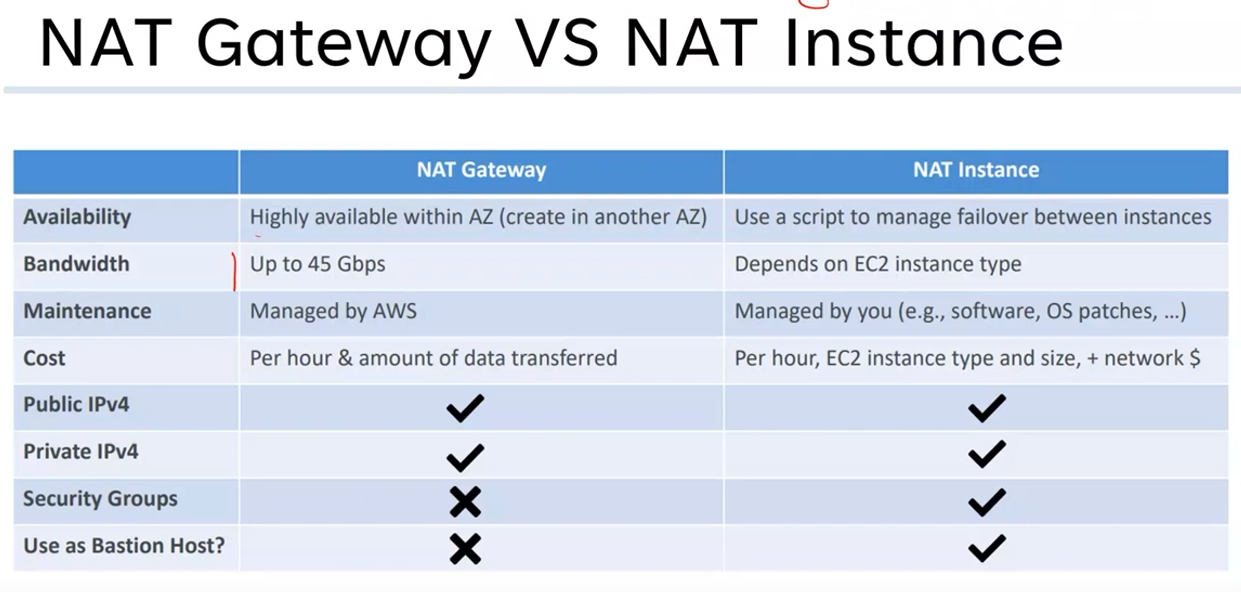 NAT Gateway VS NAT Instance
NAT Gateway NAT Instance
Availability Highly available within AZ (create in another AZ) Use a script to manage failover between instances
Bandwidth Up to 45 Gbps Depends on EC2 instance type
Maintenance Managed by AWS Managed by you (e.g., software, OS patches, ...)
Cost Per hour & amount of data transferred Per hour, EC2 instance type and size, + network $
Public IPv4 ✔ ✔
Private IPv4 ✔ ✔
Security Groups ✖ ✔
Use as Bastion Host? ✖ ✔